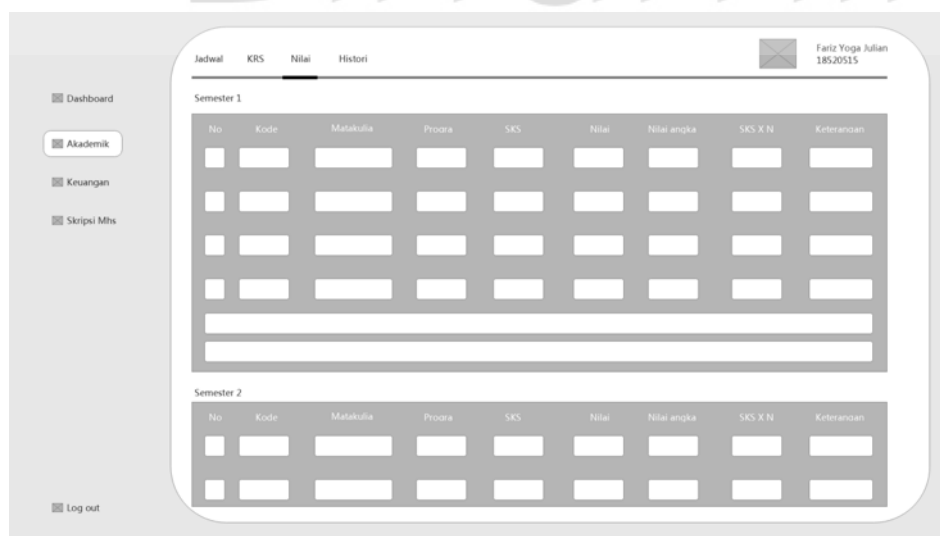 Jadwal KRS Nilai Histori
Fariz Yoga Julian
18520515
Dashboard
Akademik
Keuangan
Skripsi Mhs
Log out
Semester 1
No Kode Matakulia Progra SKS Nilai Nilai angka SKS X N Keterangan
Semester 2
No Kode Matakulia Progra SKS Nilai Nilai angka SKS X N Keterangan